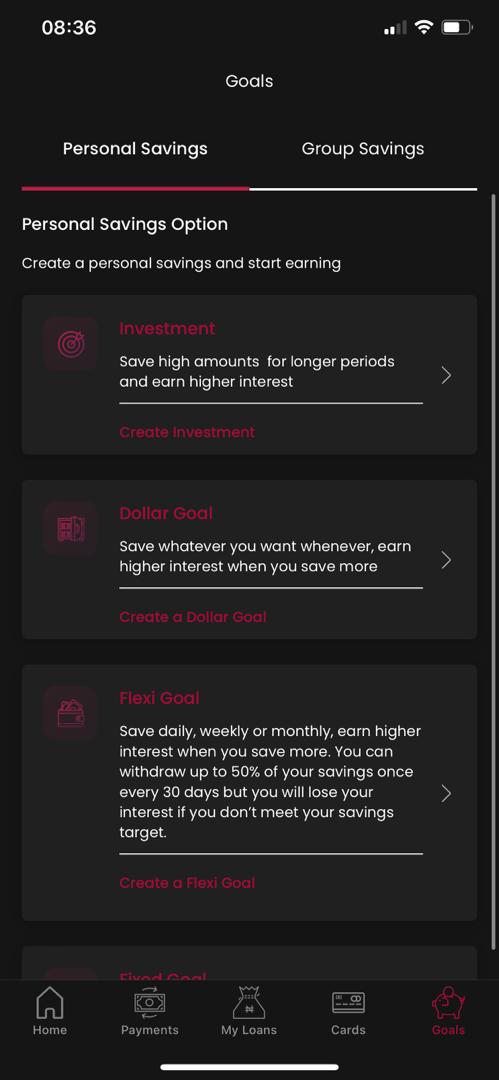 08:36
Goals
Personal Savings
Group Savings
Personal Savings Option
Create a personal savings and start earning
Investment
Save high amounts  for longer periods
and earn higher interest
Create Investment
Dollar Goal
Save whatever you want whenever, earn
higher interest when you save more
Create a Dollar Goal
Flexi Goal
Save daily, weekly or monthly, earn higher
interest when you save more. You can
withdraw up to 50% of your savings once
every 30 days but you will lose your
interest if you don’t meet your savings
target.
Create a Flexi Goal
Fixed Goal
Home
Payments
My Loans
Cards
Goals